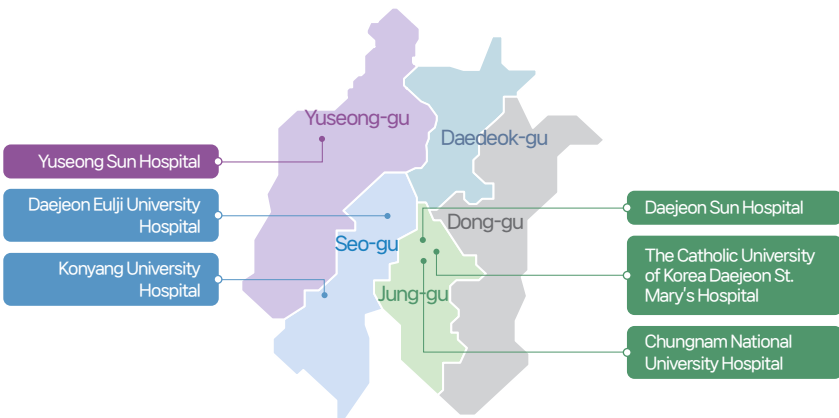 Yuseong-gu
Daedeok-gu
Yuseong Sun Hospital
Daejeon Eulji University
Hospital
Konyang University
Hospital
Seo-gu
Dong-gu
Jung-gu
Daejeon Sun Hospital
The Catholic University
of Korea Daejeon St.
Mary's Hospital
Chungnam National
University Hospital